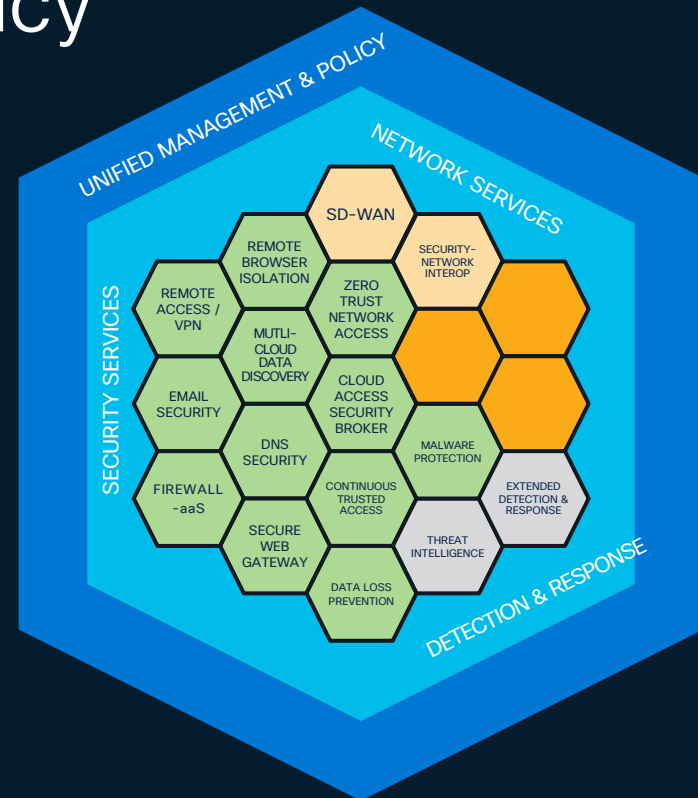 icy
UNIFIED MANAGEMENT & POLICY
NETWORK SERVICES
SECURITY SERVICES
DETECTION & RESPONSE
SD-WAN
REMOTE
BROWSER
ISOLATION
SECURITY-
NETWORK
INTEROP
REMOTE
ACCESS /
VPN
ZERO
TRUST
NETWORK
ACCESS
MUTLI-
CLOUD
DATA
DISCOVERY
EMAIL
SECURITY
CLOUD
ACCESS
SECURITY
BROKER
DNS
SECURITY
MALWARE
PROTECTION
FIREWALL
-aaS
CONTINUOUS
TRUSTED
ACCESS
EXTENDED
DETECTION &
RESPONSE
SECURE
WEB
GATEWAY
THREAT
INTELLIGENCE
DATA LOSS
PREVENTION